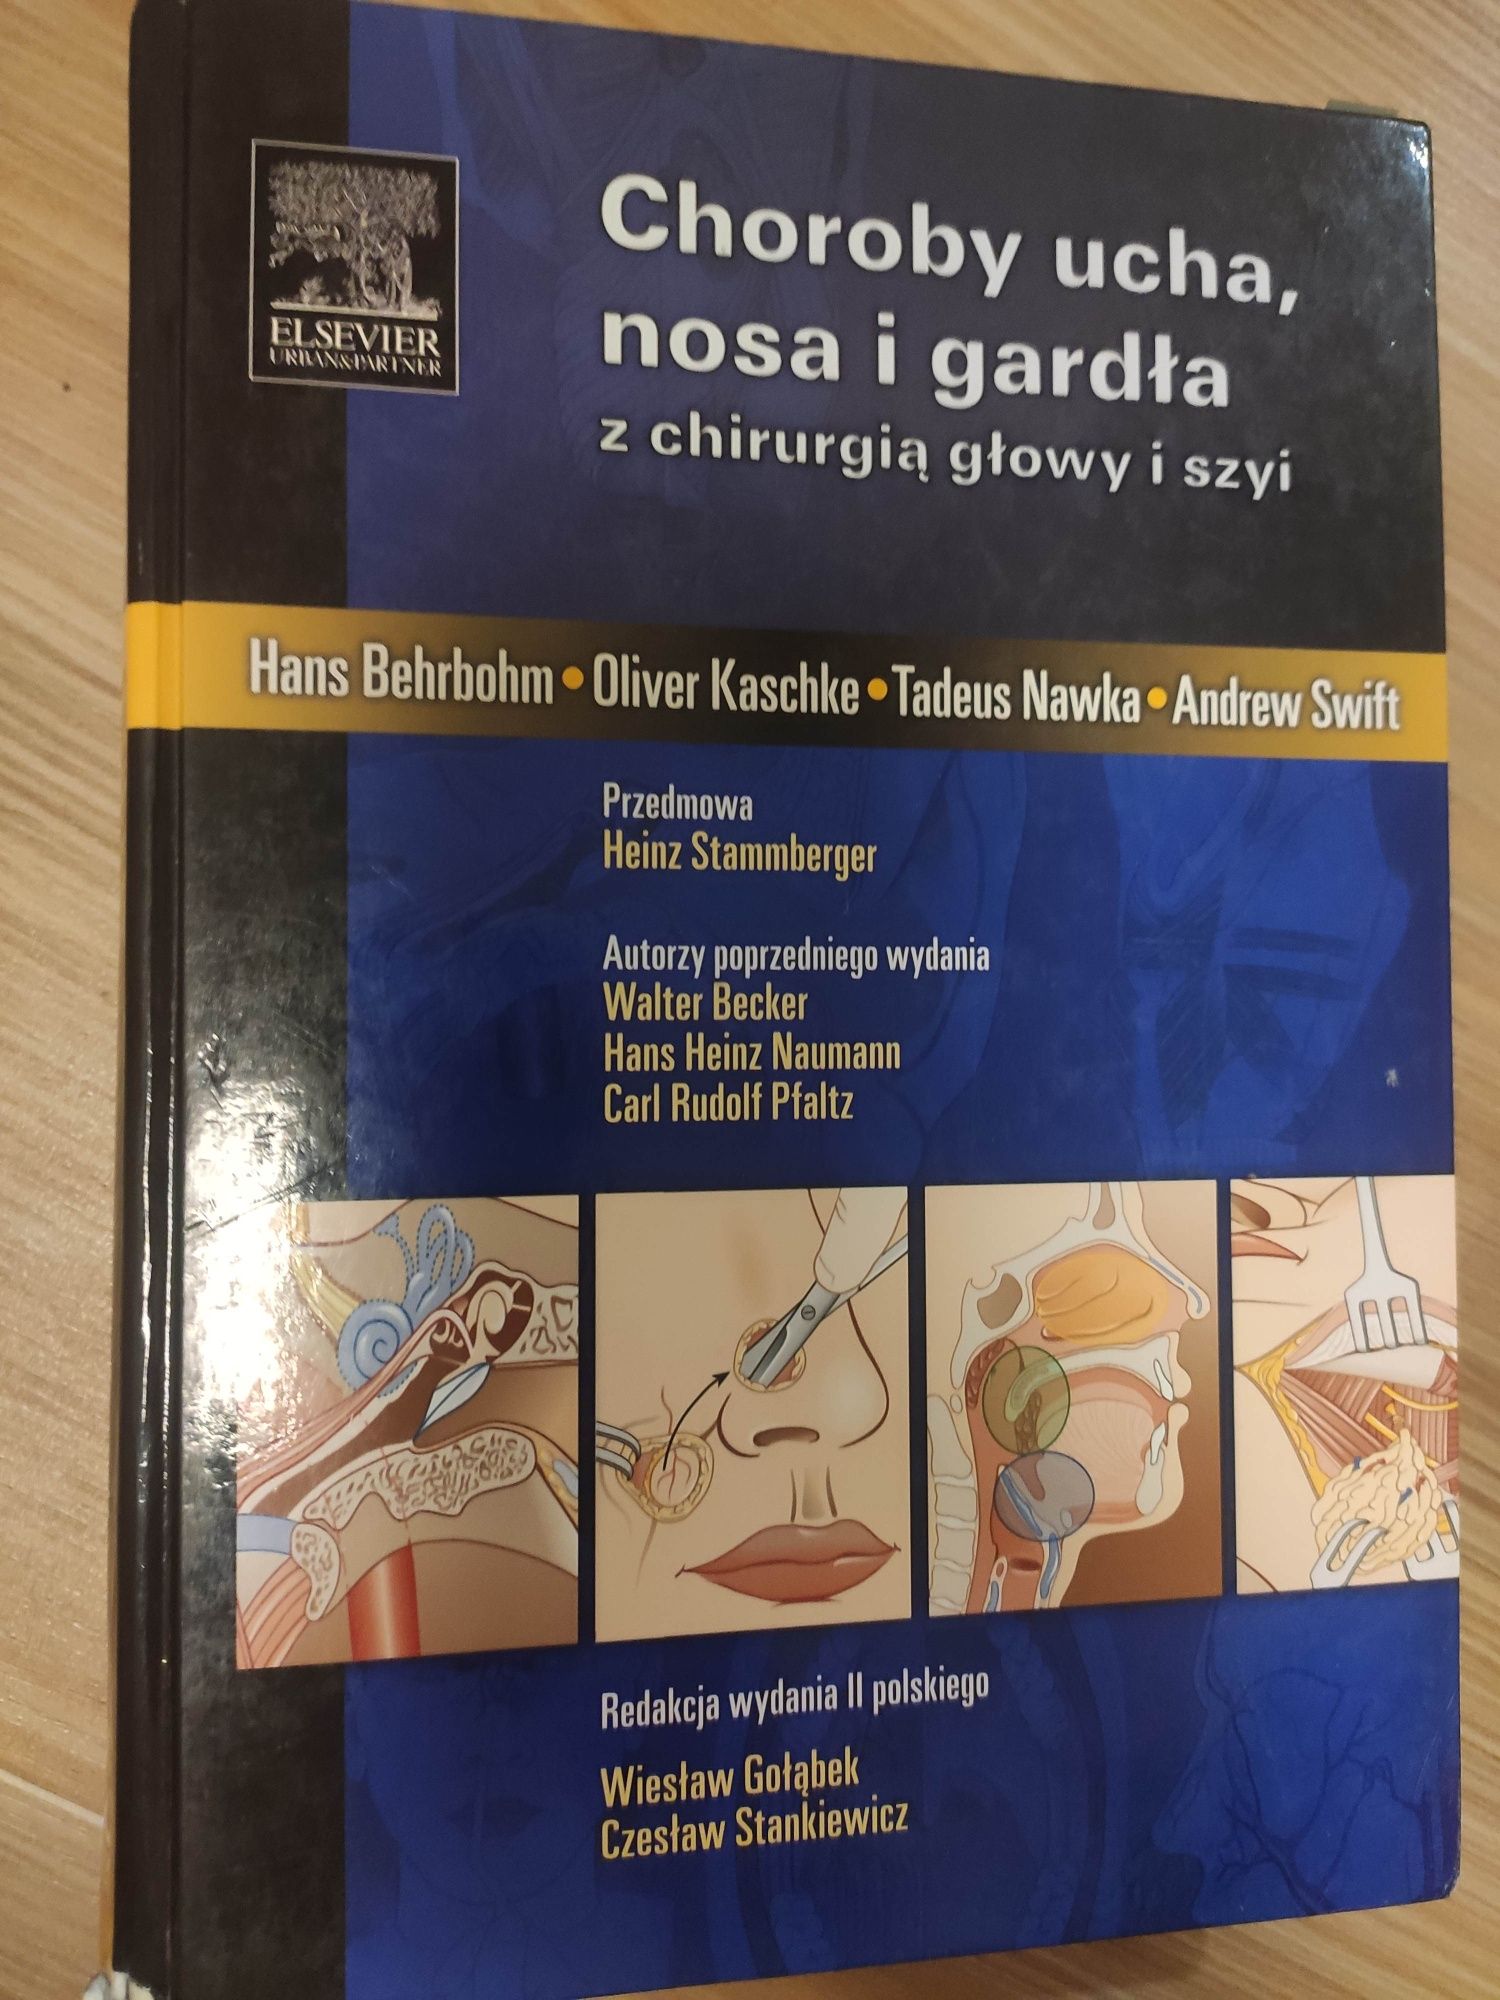 ELSEVIER
URBAN&PARTNER
Choroby ucha,
nosa i gardła
z chirurgią głowy i szyi
Hans Behrbohm • Oliver Kaschke • Tadeus Nawka • Andrew Swift
Przedmowa
Heinz Stammberger
Autorzy poprzedniego wydania
Walter Becker
Hans Heinz Naumann
Carl Rudolf Pfaltz
Redakcja wydania II polskiego
Wiesław Gołąbek
Czesław Stankiewicz